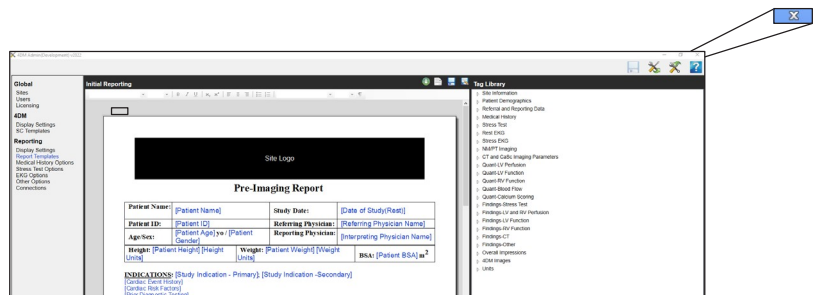 4DM Admin(Development) v2022
Global
Sites
Users
Licensing
4DM
Display Settings
SC Templates
Reporting
Display Settings
Report Templates
Medical History Options
Stress Test Options
EKG Options
Other Options
Connections
Initial Reporting
Site Logo
Pre-Imaging Report
Patient Name: [Patient Name] Study Date: [Date of Study(Rest)]
Patient ID: [Patient ID] Referring Physician: [Referring Physician Name]
Age/Sex: [Patient Age] yo / [Patient Gender] Reporting Physician: [Interpreting Physician Name]
Height: [Patient Height] [Height Units] Weight: [Patient Weight] [Weight Units] BSA: [Patient BSA] m²
INDICATIONS: [Study Indication - Primary], [Study Indication -Secondary]
[Cardiac Event History]
[Cardiac Risk Factors]
[Prior Diagnostic Testing]
Tag Library
Site Information
Patient Demographics
Referral and Reporting Data
Medical History
Stress Test
Rest EKG
Stress EKG
NM/PT Imaging
CT and CaSc Imaging Parameters
Quant-LV Perfusion
Quant-LV Function
Quant-RV Function
Quant-Blood Flow
Quant-Calcium Scoring
Findings-Stress Test
Findings-LV and RV Perfusion
Findings-LV Function
Findings-RV Function
Findings-CT
Findings-Other
Overall Impressions
4DM Images
Units